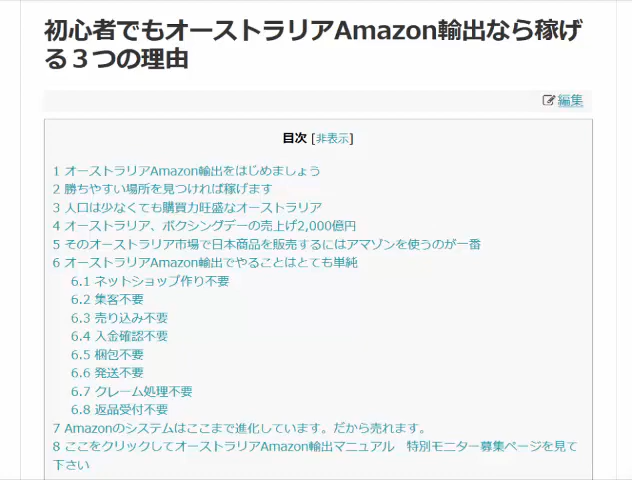 初心者でもオーストラリアAmazon輸出なら稼げ
る３つの理由
編集
目次 [非表示]
1 オーストラリアAmazon輸出をはじめましょう
2 勝ちやすい場所を見つければ稼げます
3 人口は少なくても購買力旺盛なオーストラリア
4 オーストラリア、ボクシングデーの売上げ2,000億円
5 そのオーストラリア市場で日本商品を販売するにはアマゾンを使うのが一番
6 オーストラリアAmazon輸出でやることはとても単純
6.1 ネットショップ作り不要
6.2 集客不要
6.3 売り込み不要
6.4 入金確認不要
6.5 梱包不要
6.6 発送不要
6.7 クレーム処理不要
6.8 返品受付不要
7 Amazonのシステムはここまで進化しています。だから売れます。
8 ここをクリックしてオーストラリアAmazon輸出マニュアル　特別モニター募集ページを見て
下さい